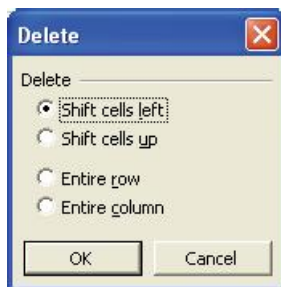 Delete
Delete
Shift cells left
Shift cells up
Entire row
Entire column
OK Cancel